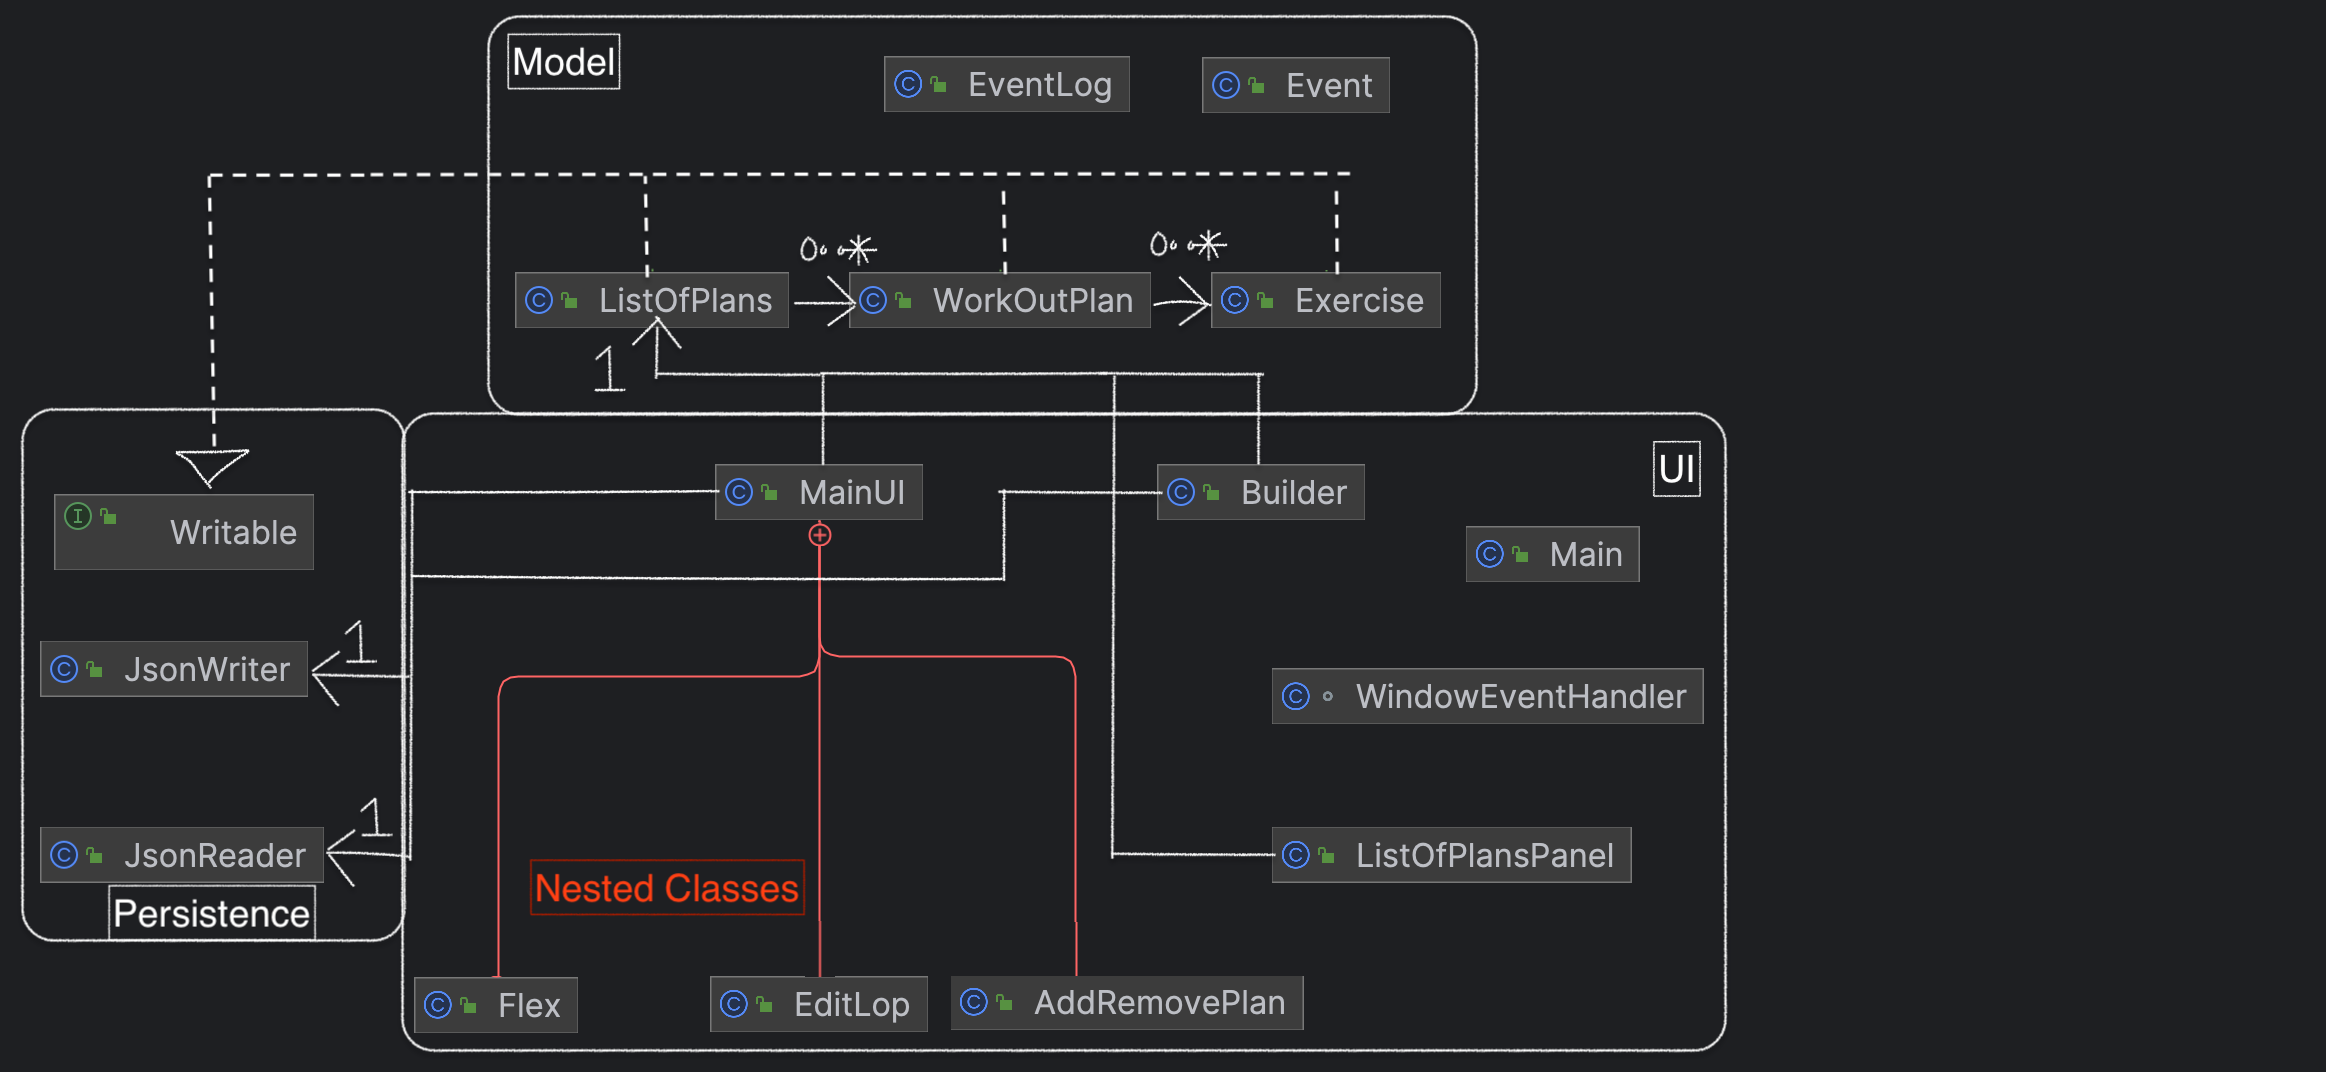 Model
EventLog
Event
0..*
0..*
ListOfPlans
WorkOutPlan
Exercise
1
UI
MainUI
Builder
Writable
Main
1
JsonWriter
WindowEventHandler
1
JsonReader
ListOfPlansPanel
Nested Classes
Persistence
Flex
EditLop
AddRemovePlan